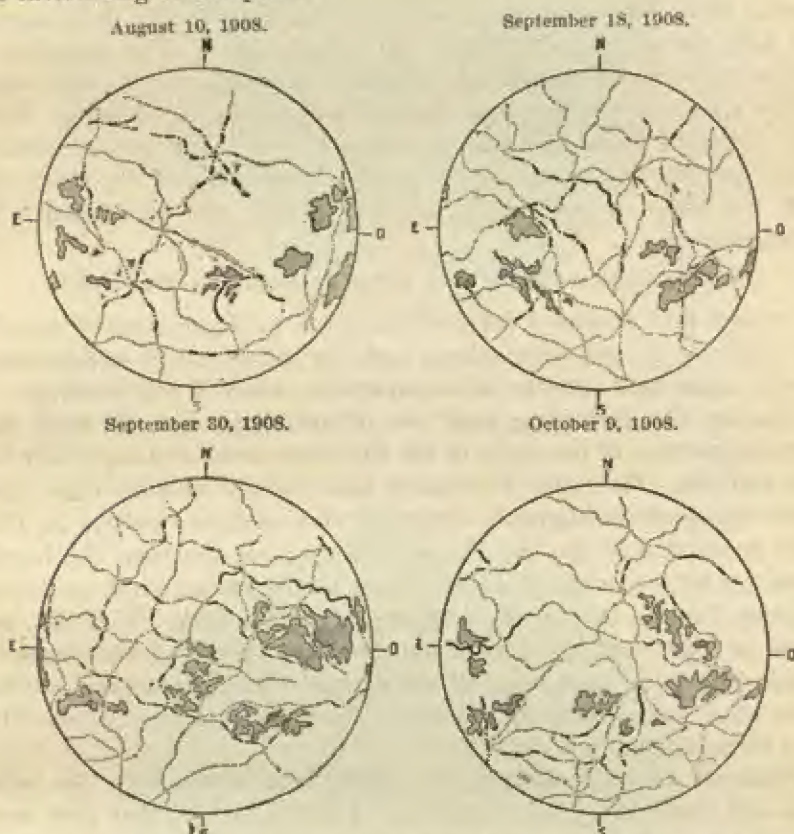 August 10, 1908.
September 18, 1908.
N
N
E
O
E
O
S
S
September 30, 1908.
October 9, 1908.
N
N
E
O
E
O
S
S